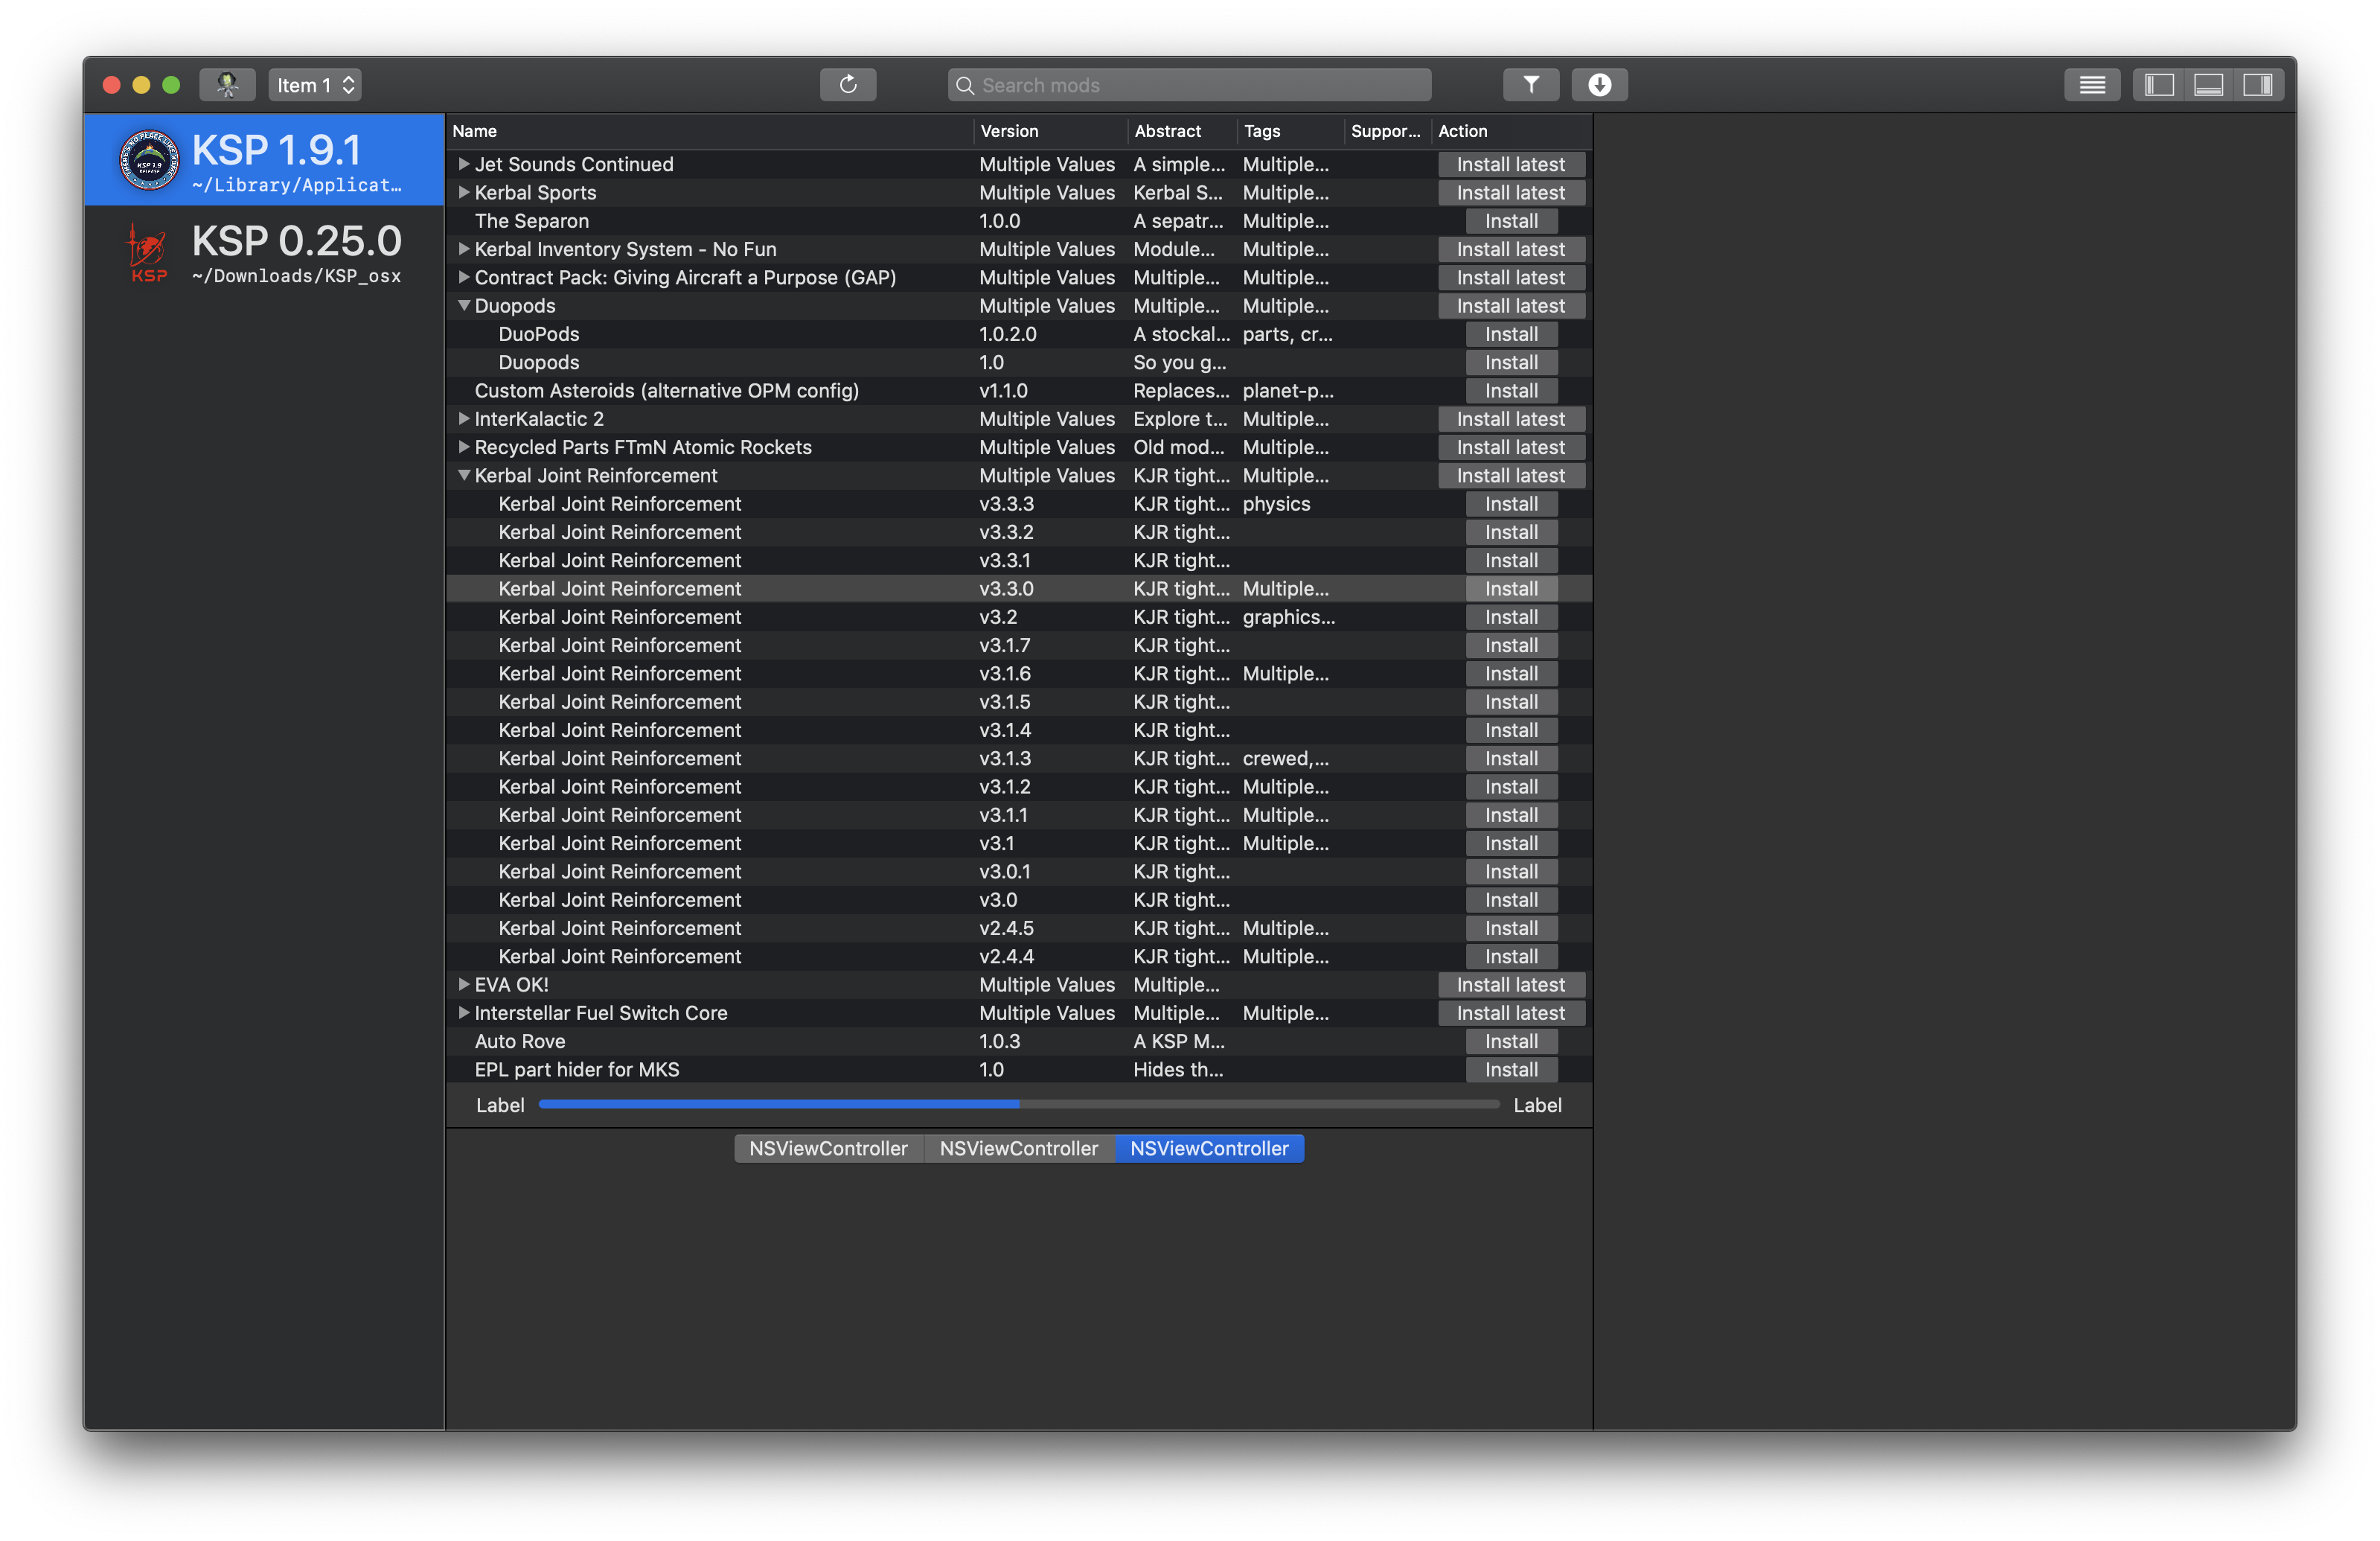 Item 1
Search mods
KSP 1.9.1
~/Library/Applicat…
KSP 0.25.0
~/Downloads/KSP_osx
KSP
Name Version Abstract Tags Suppor... Action
Jet Sounds Continued Multiple Values A simple... Multiple... Install latest
Kerbal Sports Multiple Values Kerbal S... Multiple... Install latest
The Separon 1.0.0 A sepatr... Multiple... Install
Kerbal Inventory System - No Fun Multiple Values Module... Multiple... Install latest
Contract Pack: Giving Aircraft a Purpose (GAP) Multiple Values Multiple... Multiple... Install latest
Duopods Multiple Values Multiple... Multiple... Install latest
DuoPods 1.0.2.0 A stockal... parts, cr... Install
Duopods 1.0 So you g... Install
Custom Asteroids (alternative OPM config) v1.1.0 Replaces... planet-p... Install
InterKalactic 2 Multiple Values Explore t... Multiple... Install latest
Recycled Parts FTmN Atomic Rockets Multiple Values Old mod... Multiple... Install latest
Kerbal Joint Reinforcement Multiple Values KJR tight... Multiple... Install latest
Kerbal Joint Reinforcement v3.3.3 KJR tight... physics Install
Kerbal Joint Reinforcement v3.3.2 KJR tight... Install
Kerbal Joint Reinforcement v3.3.1 KJR tight... Install
Kerbal Joint Reinforcement v3.3.0 KJR tight... Multiple... Install
Kerbal Joint Reinforcement v3.2 KJR tight... graphics... Install
Kerbal Joint Reinforcement v3.1.7 KJR tight... Install
Kerbal Joint Reinforcement v3.1.6 KJR tight... Multiple... Install
Kerbal Joint Reinforcement v3.1.5 KJR tight... Install
Kerbal Joint Reinforcement v3.1.4 KJR tight... Install
Kerbal Joint Reinforcement v3.1.3 KJR tight... crewed,... Install
Kerbal Joint Reinforcement v3.1.2 KJR tight... Multiple... Install
Kerbal Joint Reinforcement v3.1.1 KJR tight... Multiple... Install
Kerbal Joint Reinforcement v3.1 KJR tight... Multiple... Install
Kerbal Joint Reinforcement v3.0.1 KJR tight... Install
Kerbal Joint Reinforcement v3.0 KJR tight... Install
Kerbal Joint Reinforcement v2.4.5 KJR tight... Multiple... Install
Kerbal Joint Reinforcement v2.4.4 KJR tight... Multiple... Install
EVA OK! Multiple Values Multiple... Install latest
Interstellar Fuel Switch Core Multiple Values Multiple... Multiple... Install latest
Auto Rove 1.0.3 A KSP M... Install
EPL part hider for MKS 1.0 Hides th... Install
Label Label
NSViewController NSViewController NSViewController